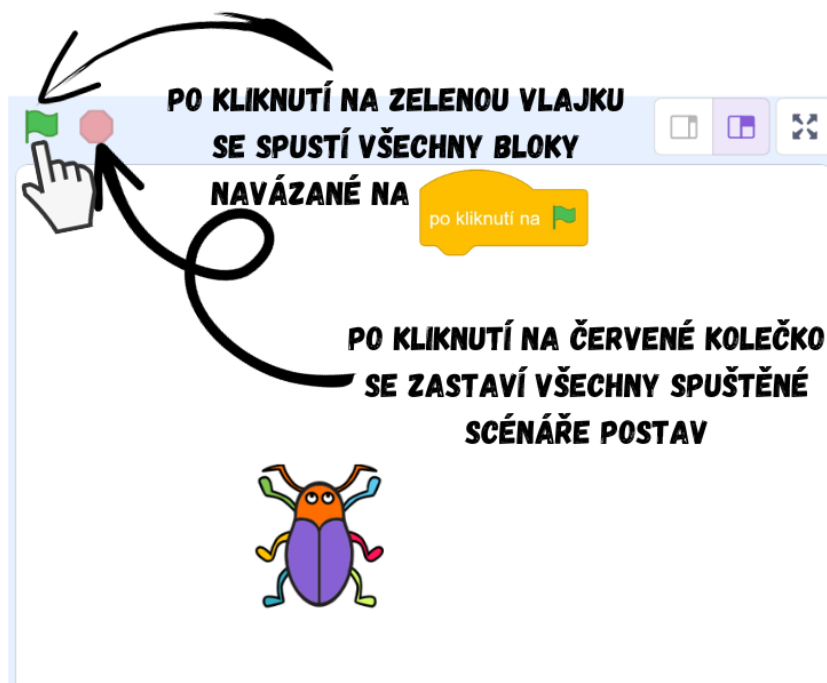 PO KLIKNUTÍ NA ZELENOU VLAJKU
SE SPUSTÍ VŠECHNY BLOKY
NAVÁZANÉ NA
po kliknutí na
PO KLIKNUTÍ NA ČERVENÉ KOLEČKO
SE ZASTAVÍ VŠECHNY SPUŠTĚNÉ
SCÉNÁŘE POSTAV